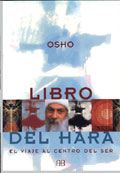 OSHO
LIBRO
DEL HARA
EL VIAJE AL CENTRO DEL SER